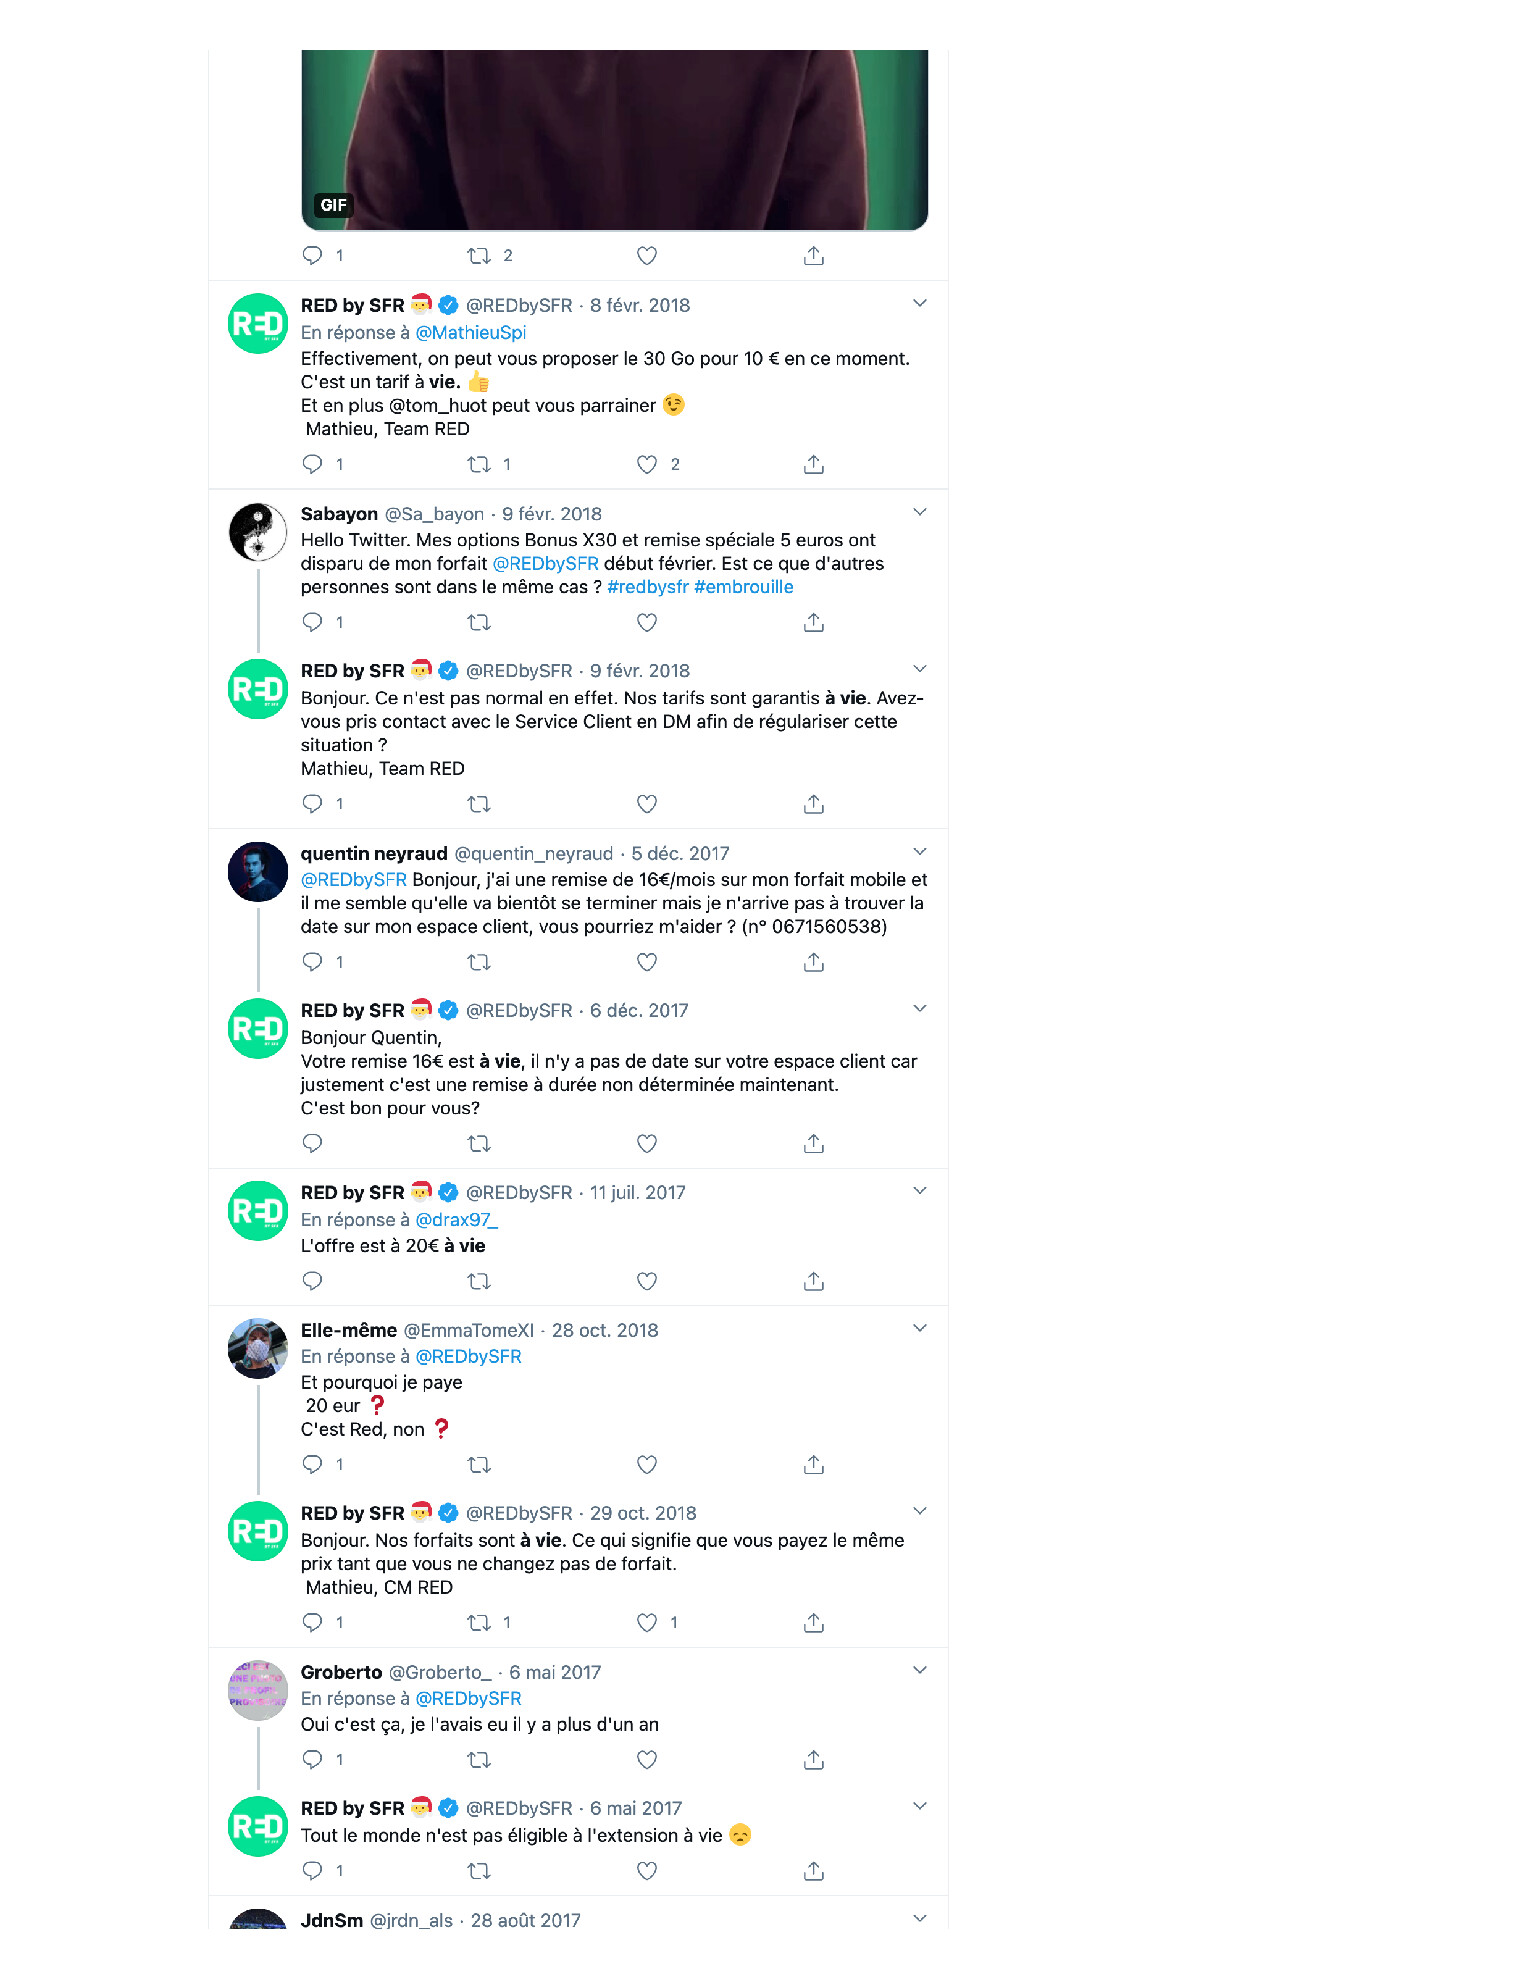 GIF
1 2
RED by SFR @REDbySFR · 8 févr. 2018
En réponse à @MathieuSpi
Effectivement, on peut vous proposer le 30 Go pour 10 € en ce moment.
C'est un tarif à vie. 👍
Et en plus @tom_huot peut vous parrainer 😉
Mathieu, Team RED
1 1 2
Sabayon @Sa_bayon · 9 févr. 2018
Hello Twitter. Mes options Bonus X30 et remise spéciale 5 euros ont
disparu de mon forfait @REDbySFR début février. Est ce que d'autres
personnes sont dans le même cas ? #redbysfr #embrouille
1
RED by SFR @REDbySFR · 9 févr. 2018
Bonjour. Ce n'est pas normal en effet. Nos tarifs sont garantis à vie. Avez-
vous pris contact avec le Service Client en DM afin de régulariser cette
situation ?
Mathieu, Team RED
1
quentin neyraud @quentin_neyraud · 5 déc. 2017
@REDbySFR Bonjour, j'ai une remise de 16€/mois sur mon forfait mobile et
il me semble qu'elle va bientôt se terminer mais je n'arrive pas à trouver la
date sur mon espace client, vous pourriez m'aider ? (n° 0671560538)
1
RED by SFR @REDbySFR · 6 déc. 2017
Bonjour Quentin,
Votre remise 16€ est à vie, il n'y a pas de date sur votre espace client car
justement c'est une remise à durée non déterminée maintenant.
C'est bon pour vous?
RED by SFR @REDbySFR · 11 juil. 2017
En réponse à @drax97_
L'offre est à 20€ à vie
Elle-même @EmmaTomeXI · 28 oct. 2018
En réponse à @REDbySFR
Et pourquoi je paye
20 eur ❓
C'est Red, non ❓
1
RED by SFR @REDbySFR · 29 oct. 2018
Bonjour. Nos forfaits sont à vie. Ce qui signifie que vous payez le même
prix tant que vous ne changez pas de forfait.
Mathieu, CM RED
1 1 1
Groberto @Groberto_ · 6 mai 2017
En réponse à @REDbySFR
Oui c'est ça, je l'avais eu il y a plus d'un an
1
RED by SFR @REDbySFR · 6 mai 2017
Tout le monde n'est pas éligible à l'extension à vie 😞
1
JdnSm @jrdn_als · 28 août 2017